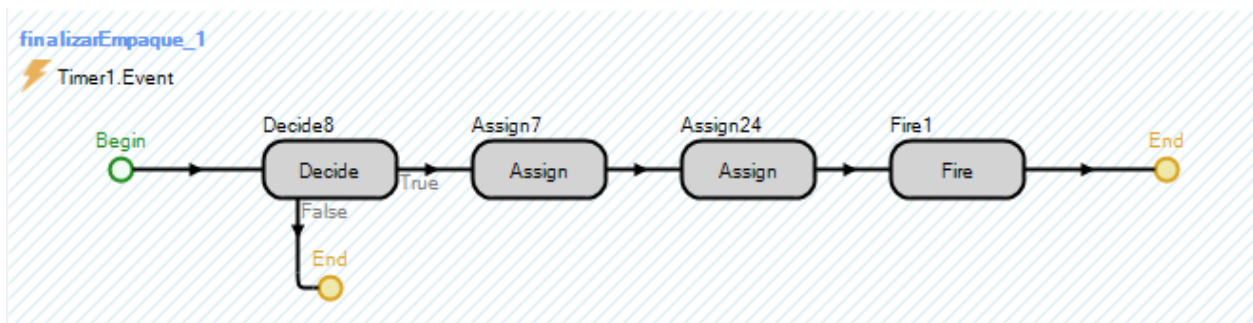 finalizarEmpaque_1
Timer1.Event
Decide8 Assign7 Assign24 Fire1
Begin End
Decide True Assign Assign Fire
False
End